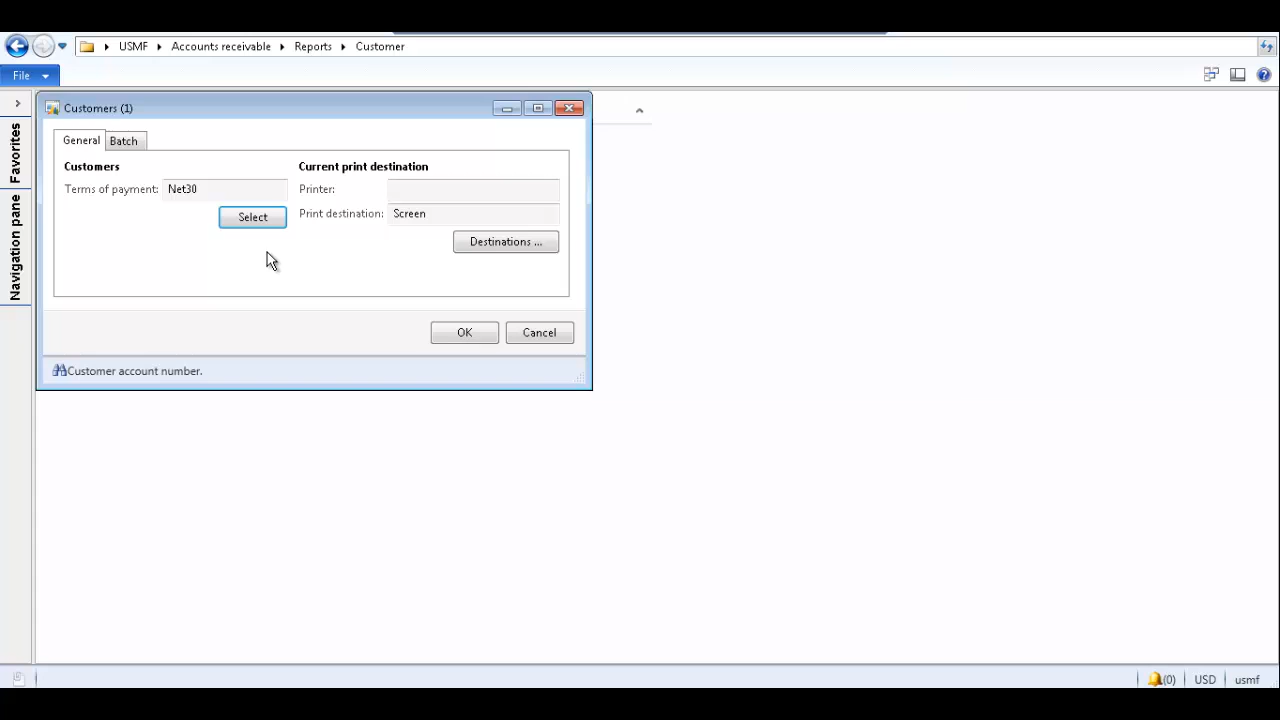 USMF Accounts receivable Reports Customer
File
Favorites
Navigation pane
Customers (1)
General Batch
Customers
Terms of payment: Net30
Select
Current print destination
Printer:
Print destination: Screen
Destinations ...
OK Cancel
Customer account number.
(0) USD usmf